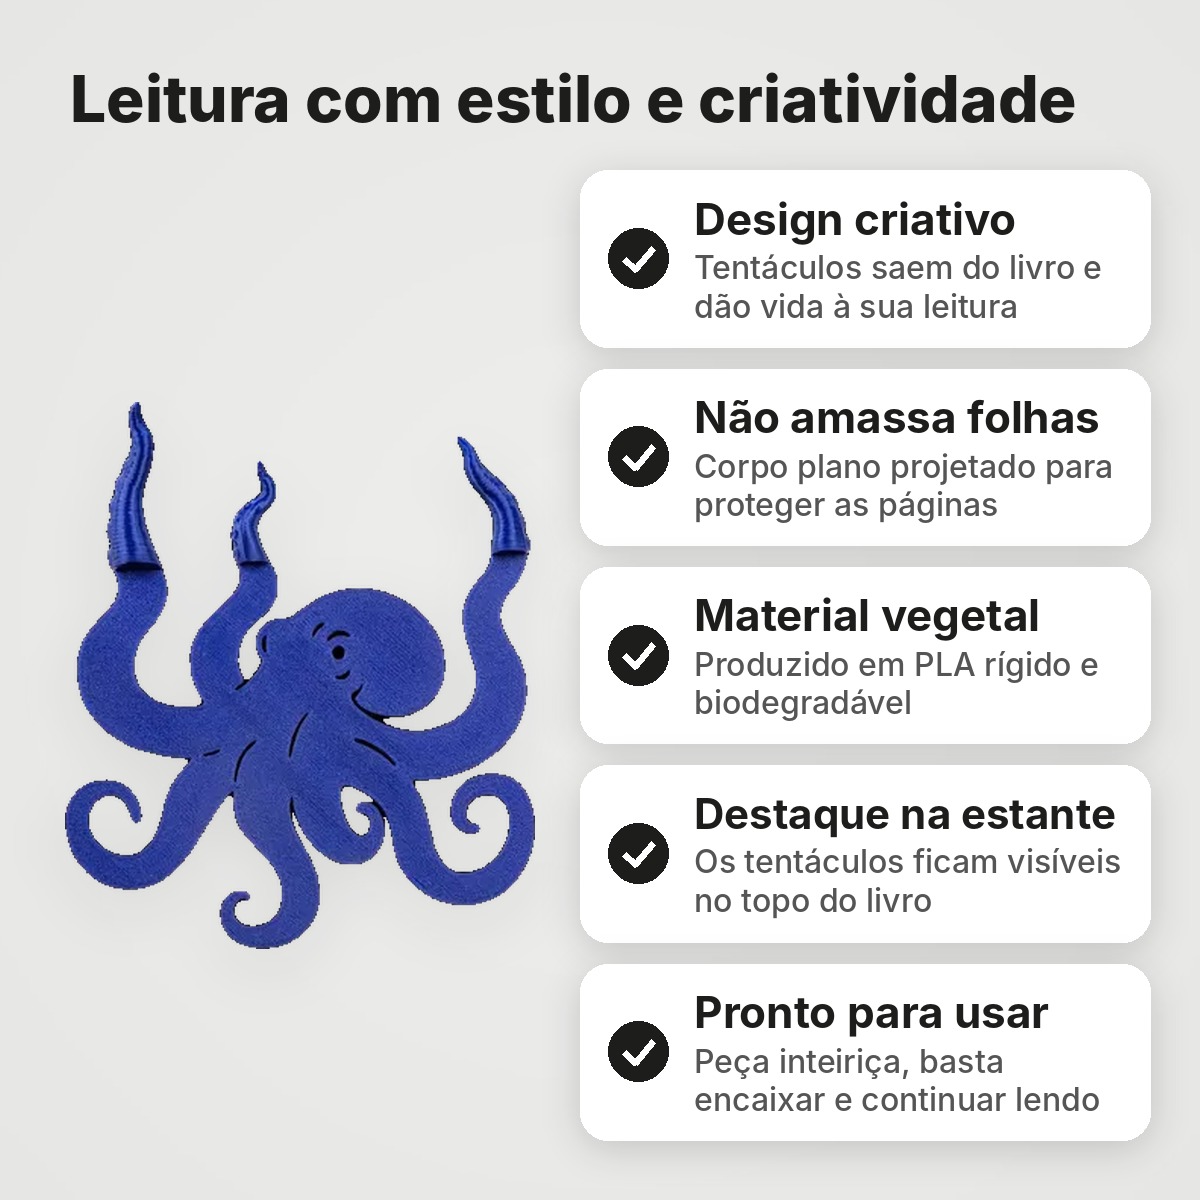 Leitura com estilo e criatividade
Design criativo
Tentáculos saem do livro e
dão vida à sua leitura
Não amassa folhas
Corpo plano projetado para
proteger as páginas
Material vegetal
Produzido em PLA rígido e
biodegradável
Destaque na estante
Os tentáculos ficam visíveis
no topo do livro
Pronto para usar
Peça inteiriça, basta
encaixar e continuar lendo